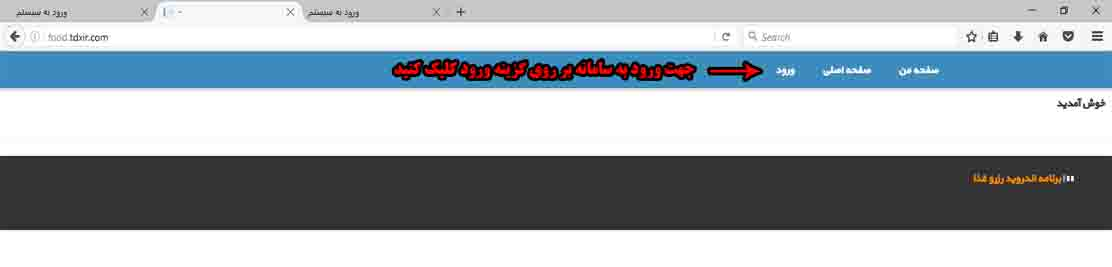 ورود به سیستم
ورود به سیستم
food.tdxir.com
Search
صفحه من
صفحه اصلی
ورود
جهت ورود به سامانه بر روی گزینه ورود کلیک کنید
خوش آمدید
برنامه اندروید رزرو غذا